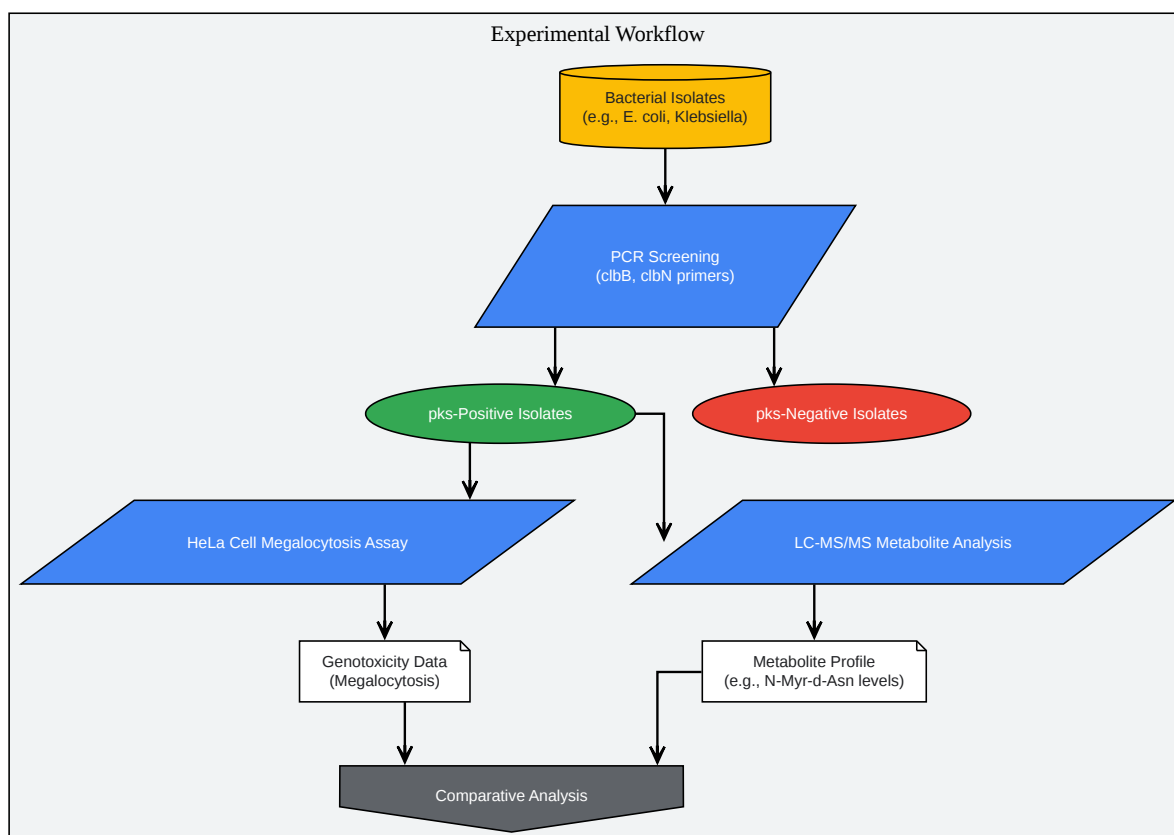 Experimental Workflow
Bacterial Isolates
(e.g., E. coli, Klebsiella)
PCR Screening
(clbB, clbN primers)
pks-Positive Isolates
pks-Negative Isolates
HeLa Cell Megalocytosis Assay
LC-MS/MS Metabolite Analysis
Genotoxicity Data
(Megalocytosis)
Metabolite Profile
(e.g., N-Myr-d-Asn levels)
Comparative Analysis